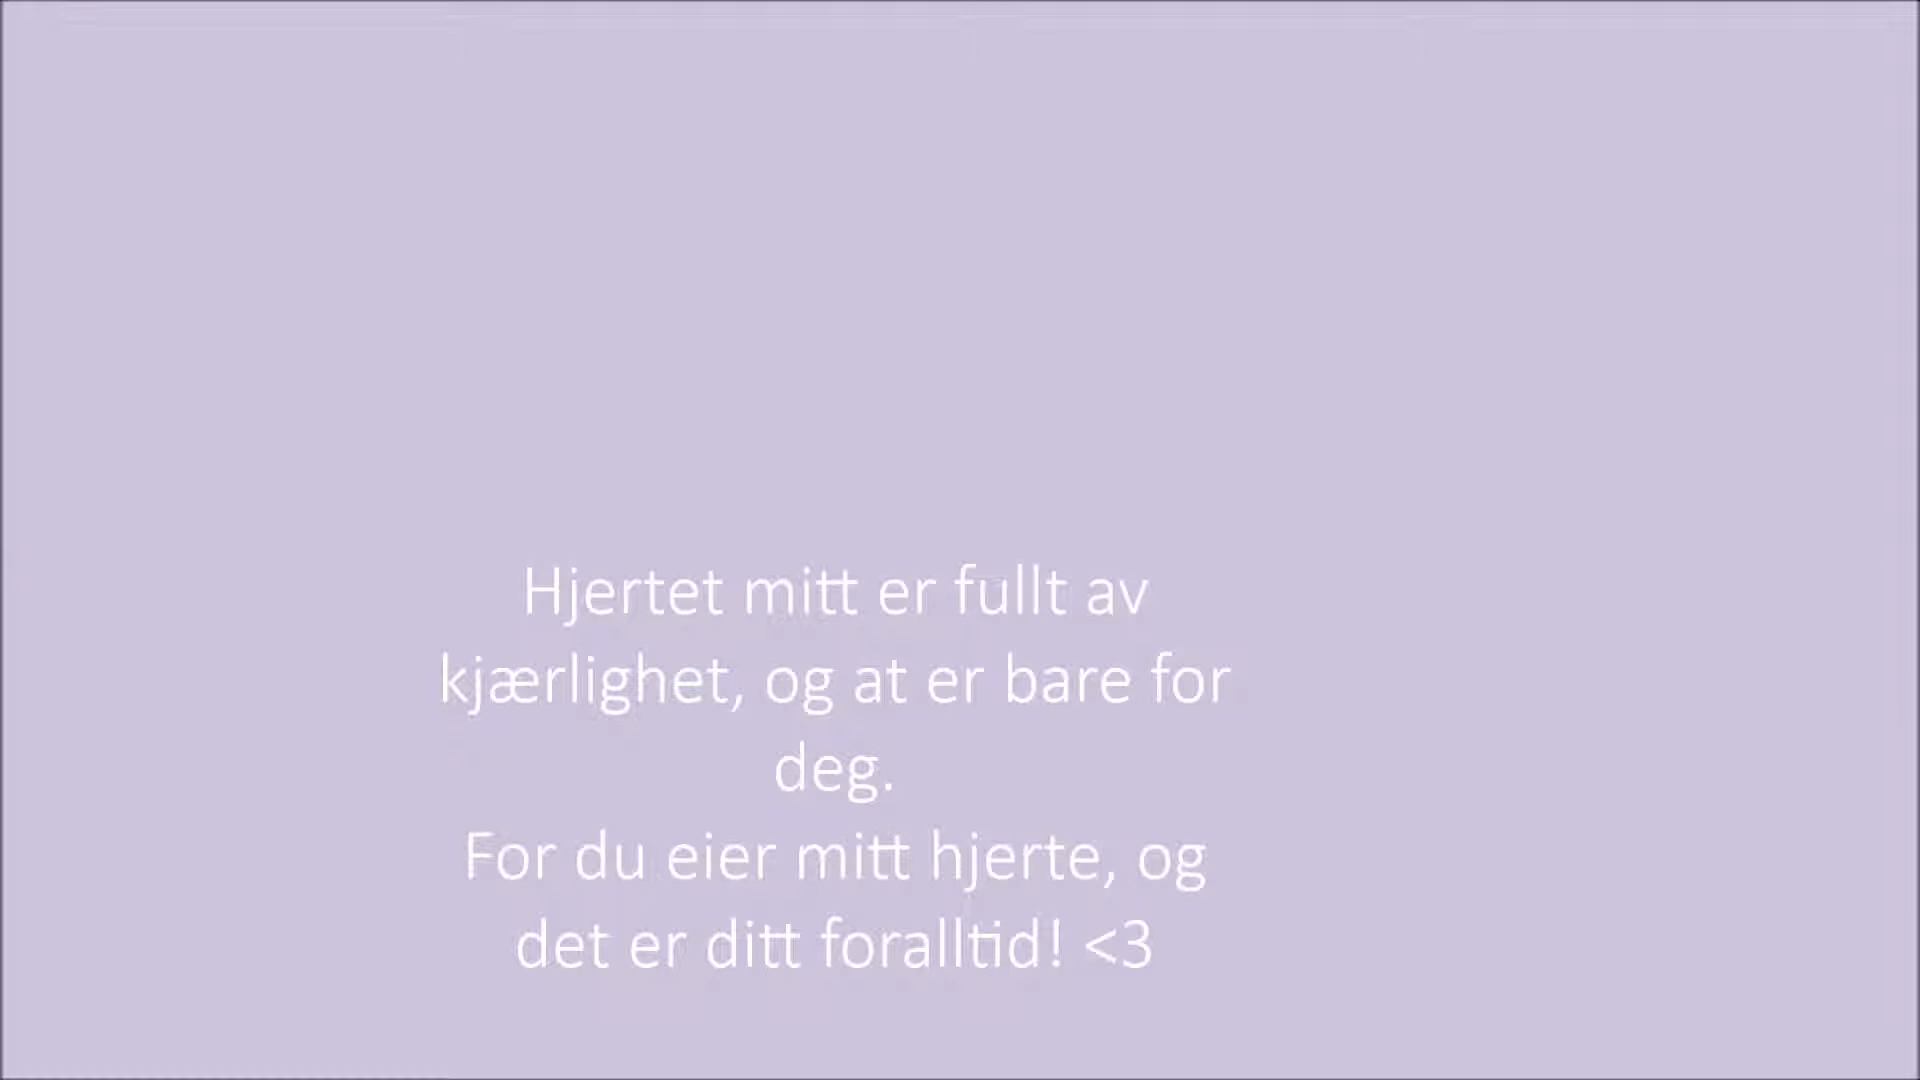 Hjertet mitt er fullt av
kjærlighet, og at er bare for
deg.
For du eier mitt hjerte, og
det er ditt foralltid! <3